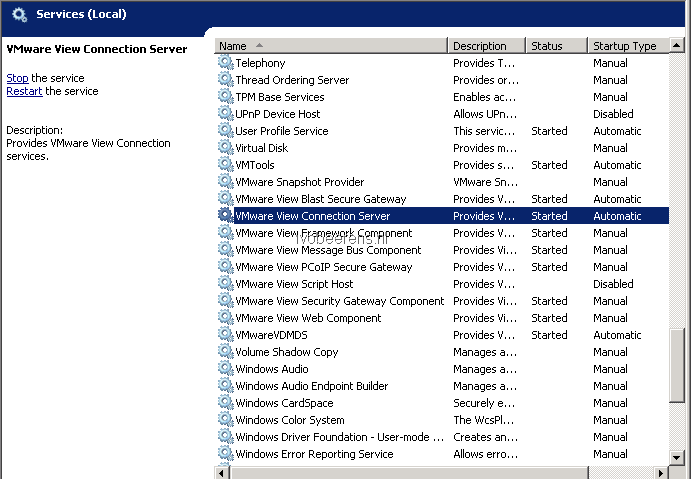 Services (Local)
VMware View Connection Server
Stop the service
Restart the service
Description:
Provides VMware View Connection
services.
Name Description Status Startup Type
Telephony Provides T... Manual
Thread Ordering Server Provides or... Manual
TPM Base Services Enables ac... Manual
UPnP Device Host Allows UPn... Disabled
User Profile Service This servic... Started Automatic
Virtual Disk Provides m... Manual
VMTools Provides s... Started Automatic
VMware Snapshot Provider VMware Sn... Manual
VMware View Blast Secure Gateway Provides V... Started Automatic
VMware View Connection Server Provides V... Started Automatic
VMware View Framework Component Provides V... Started Manual
ivobeerens.nl
VMware View Message Bus Component Provides Vi... Started Manual
VMware View PCoIP Secure Gateway Provides V... Started Manual
VMware View Script Host Provides V... Disabled
VMware View Security Gateway Component Provides Vi... Started Manual
VMware View Web Component Provides Vi... Started Manual
VMwareVDMDS Provides V... Started Automatic
Volume Shadow Copy Manages a... Manual
Windows Audio Manages a... Manual
Windows Audio Endpoint Builder Manages a... Manual
Windows CardSpace Securely e... Manual
Windows Color System The WcsPl... Manual
Windows Driver Foundation - User-mode ... Creates an... Manual
Windows Error Reporting Service Allows erro... Manual